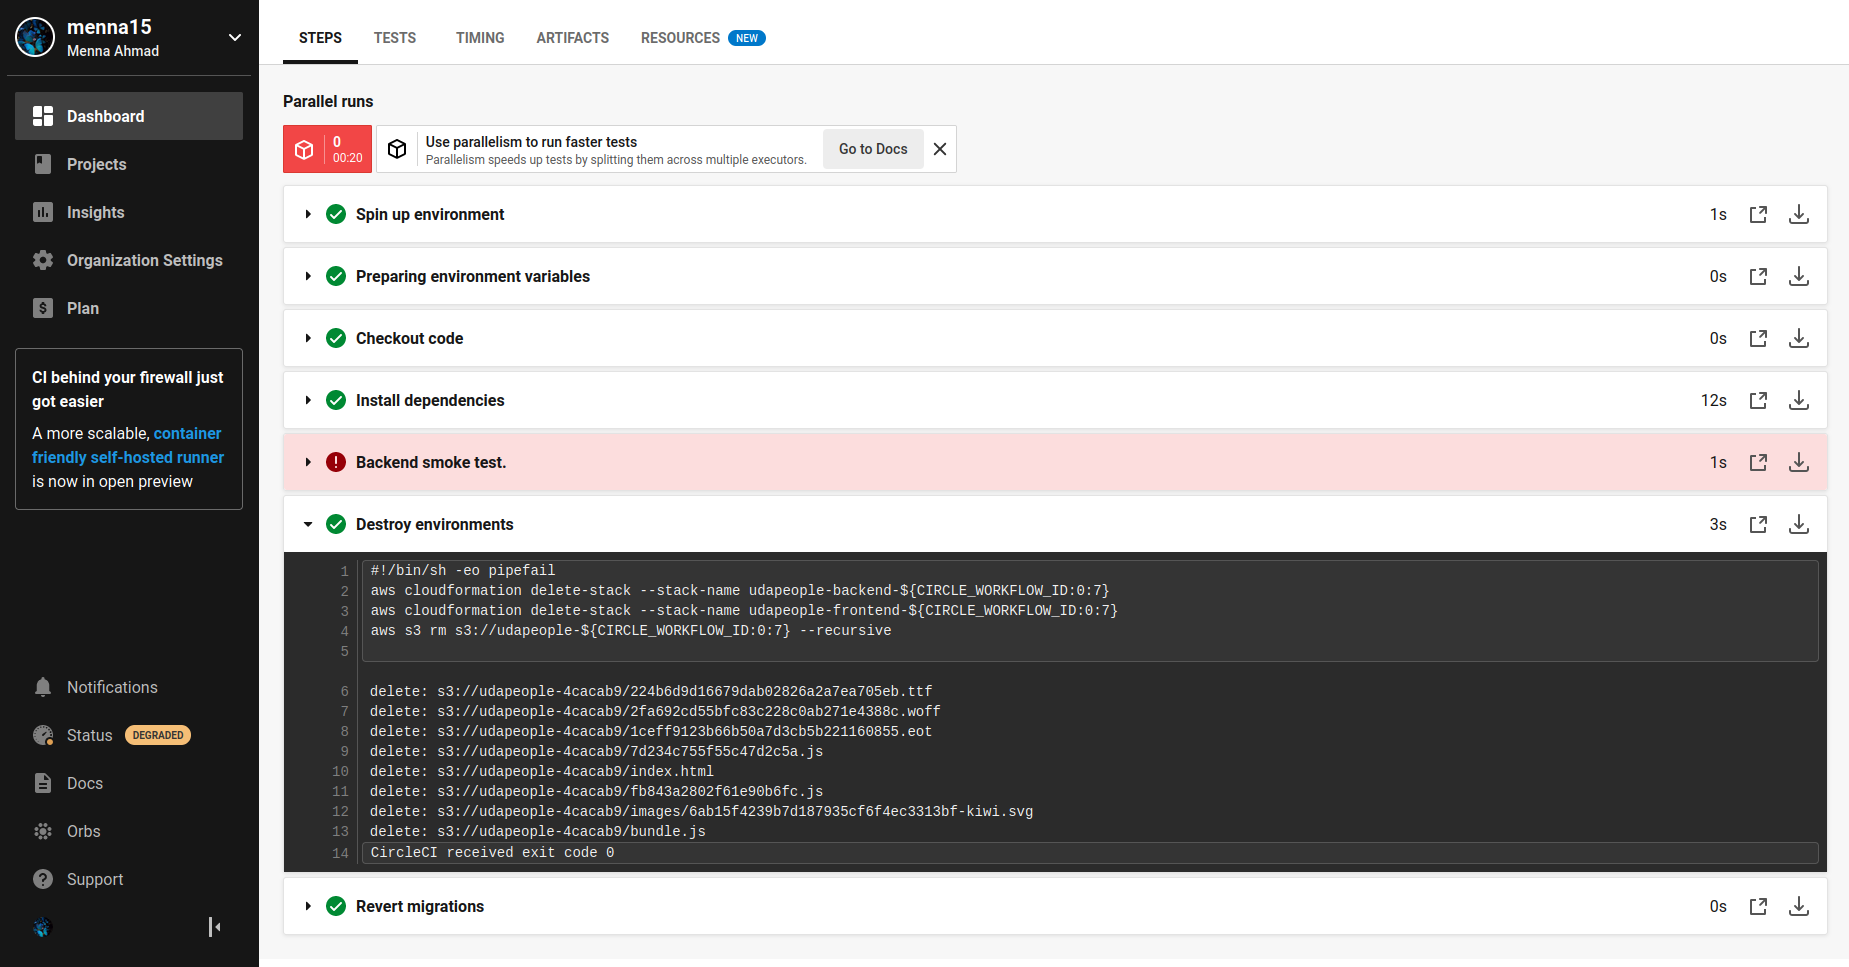 menna15
Menna Ahmad
Dashboard
Projects
Insights
Organization Settings
Plan
CI behind your firewall just
got easier
A more scalable, container
friendly self-hosted runner
is now in open preview
Notifications
Status DEGRADED
Docs
Orbs
Support
STEPS TESTS TIMING ARTIFACTS RESOURCES NEW
Parallel runs
0
00:20
Use parallelism to run faster tests
Parallelism speeds up tests by splitting them across multiple executors.
Go to Docs
Spin up environment 1s
Preparing environment variables 0s
Checkout code 0s
Install dependencies 12s
Backend smoke test. 1s
Destroy environments 3s
1 #!/bin/sh -eo pipefail
2 aws cloudformation delete-stack --stack-name udapeople-backend-${CIRCLE_WORKFLOW_ID:0:7}
3 aws cloudformation delete-stack --stack-name udapeople-frontend-${CIRCLE_WORKFLOW_ID:0:7}
4 aws s3 rm s3://udapeople-${CIRCLE_WORKFLOW_ID:0:7} --recursive
5
6 delete: s3://udapeople-4cacab9/224b6d9d16679dab02826a2a7ea705eb.ttf
7 delete: s3://udapeople-4cacab9/2fa692cd55bfc83c228c0ab271e4388c.woff
8 delete: s3://udapeople-4cacab9/1ceff9123b66b50a7d3cb5b221160855.eot
9 delete: s3://udapeople-4cacab9/7d234c755f55c47d2c5a.js
10 delete: s3://udapeople-4cacab9/index.html
11 delete: s3://udapeople-4cacab9/fb843a2802f61e90b6fc.js
12 delete: s3://udapeople-4cacab9/images/6ab15f4239b7d187935cf6f4ec3313bf-kiwi.svg
13 delete: s3://udapeople-4cacab9/bundle.js
14 CircleCI received exit code 0
Revert migrations 0s